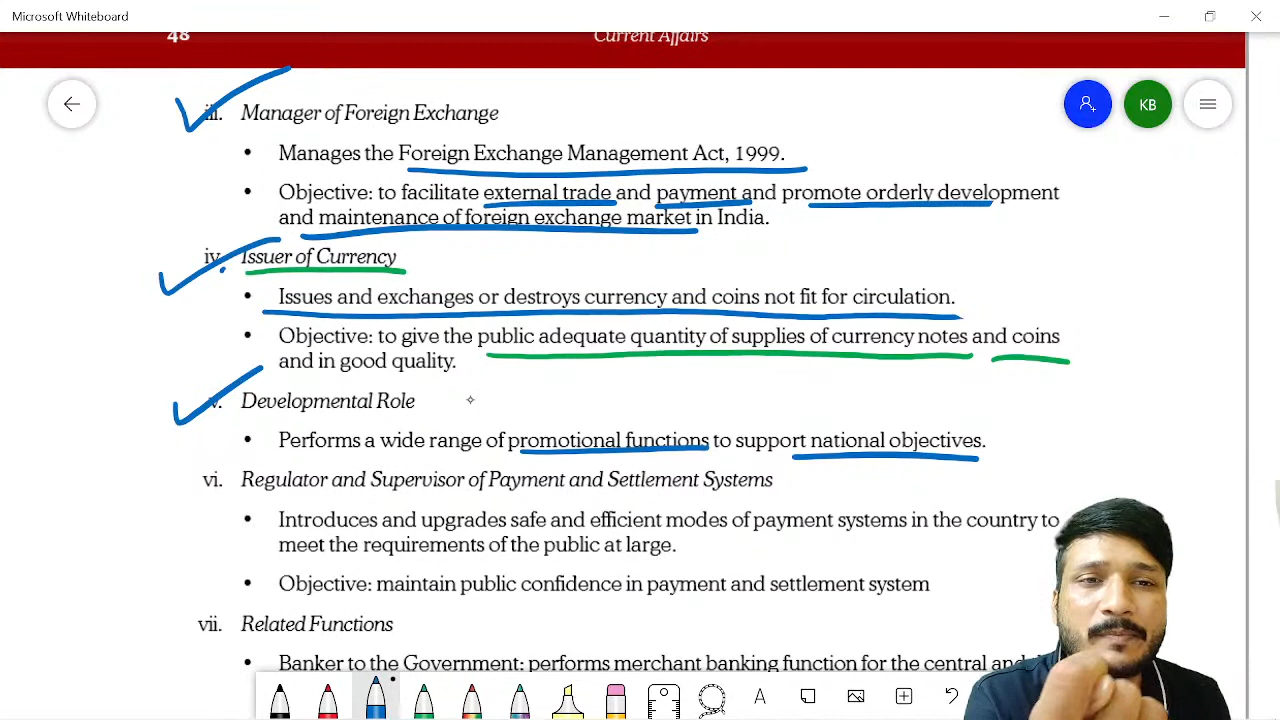 Microsoft Whiteboard
48 Current Affairs
iii. Manager of Foreign Exchange
KB
• Manages the Foreign Exchange Management Act, 1999.
• Objective: to facilitate external trade and payment and promote orderly development
and maintenance of foreign exchange market in India.
iv. Issuer of Currency
• Issues and exchanges or destroys currency and coins not fit for circulation.
• Objective: to give the public adequate quantity of supplies of currency notes and coins
and in good quality.
v. Developmental Role
• Performs a wide range of promotional functions to support national objectives.
vi. Regulator and Supervisor of Payment and Settlement Systems
• Introduces and upgrades safe and efficient modes of payment systems in the country to
meet the requirements of the public at large.
• Objective: maintain public confidence in payment and settlement system
vii. Related Functions
• Banker to the Government: performs merchant banking function for the central and
A